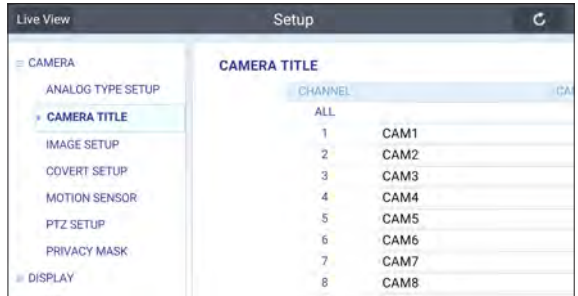 Live View
Setup
CAMERA
ANALOG TYPE SETUP
CAMERA TITLE
IMAGE SETUP
COVERT SETUP
MOTION SENSOR
PTZ SETUP
PRIVACY MASK
DISPLAY
CAMERA TITLE
CHANNEL
ALL
1 CAM1
2 CAM2
3 CAM3
4 CAM4
5 CAM5
6 CAM6
7 CAM7
8 CAM8